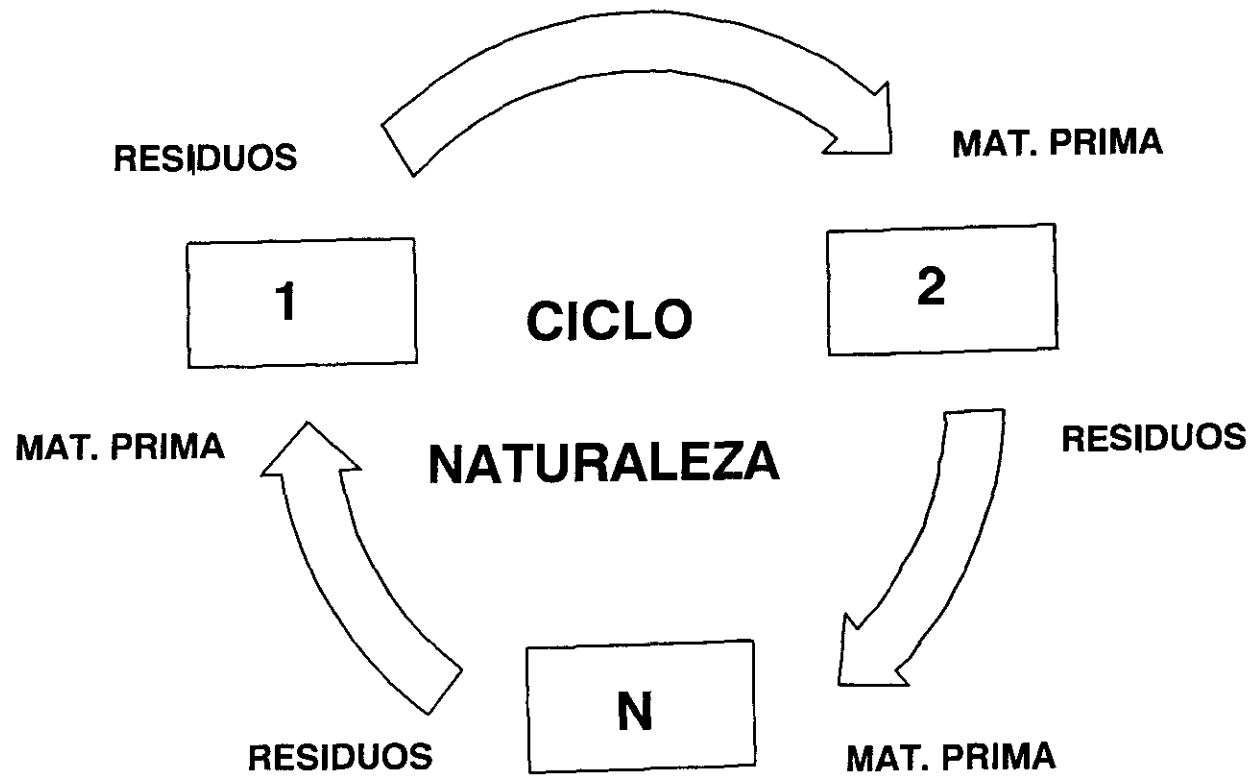 RESIDUOS
MAT. PRIMA
1
CICLO
2
MAT. PRIMA
NATURALEZA
RESIDUOS
N
RESIDUOS
MAT. PRIMA